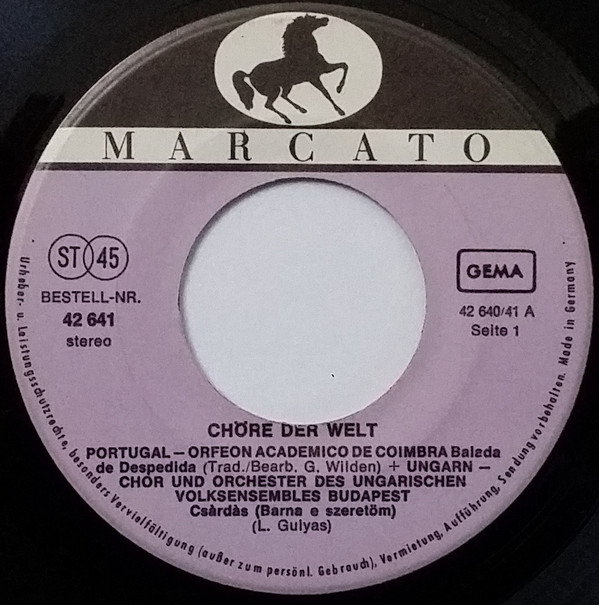 MARCATO
ST 45
BESTELL-NR.
42 641
stereo
GEMA
42 640/41 A
Seite 1
CHÖRE DER WELT
PORTUGAL – ORFEON ACADEMICO DE COIMBRA Balada
de Despedida (Trad./Bearb. G. Wilden) + UNGARN –
CHOR UND ORCHESTER DES UNGARISCHEN
VOLKSENSEMBLES BUDAPEST
Csàrdàs (Barna e szeretöm)
(L. Gulyas)
Urheber- u. Leistungsschutzrechte, besonders Vervielfältigung (außer zum persönl. Gebrauch), Vermietung, Aufführung, Sendung vorbehalten. Made in Germany